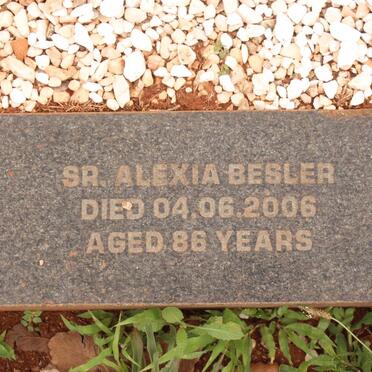 SR. ALEXIA BESLER
DIED 04.06.2006
AGED 86 YEARS